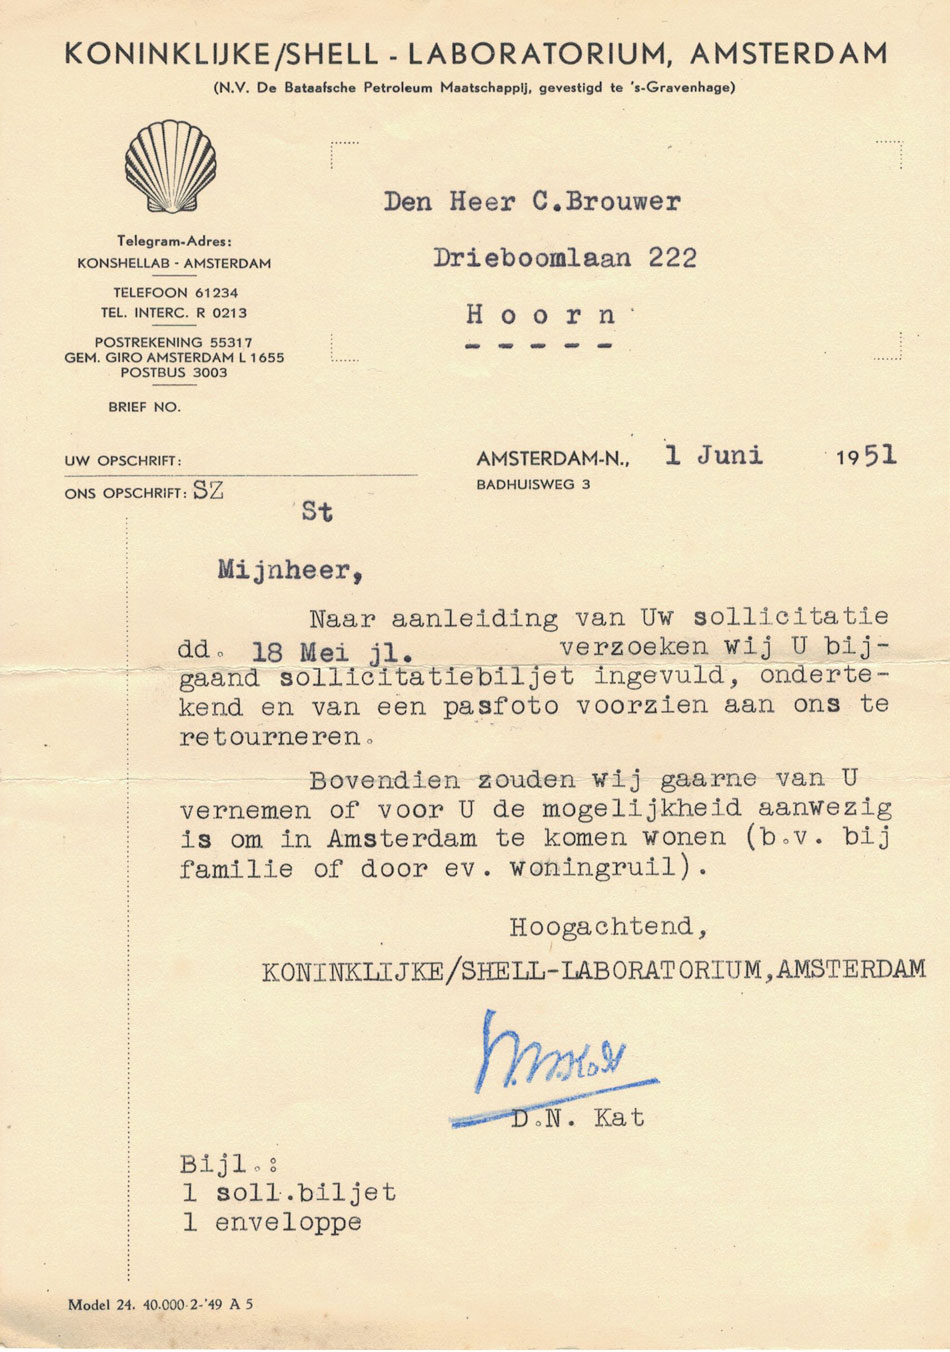 KONINKLIJKE/SHELL - LABORATORIUM, AMSTERDAM
(N.V. De Bataafsche Petroleum Maatschappij, gevestigd te 's-Gravenhage)
Telegram-Adres:
KONSHELLAB - AMSTERDAM
TELEFOON 61234
TEL. INTERC. R 0213
POSTREKENING 55317
GEM. GIRO AMSTERDAM L 1655
POSTBUS 3003
BRIEF NO.
Den Heer C.Brouwer
Drieboomlaan 222
H o o r n
- - - - -
UW OPSCHRIFT:
ONS OPSCHRIFT: SZ
St
AMSTERDAM-N., 1 Juni 1951
BADHUISWEG 3
Mijnheer,
Naar aanleiding van Uw sollicitatie
dd. 18 Mei jl. verzoeken wij U bij-
gaand sollicitatiebiljet ingevuld, onderte-
kend en van een pasfoto voorzien aan ons te
retourneren.
Bovendien zouden wij gaarne van U
vernemen of voor U de mogelijkheid aanwezig
is om in Amsterdam te komen wonen (b.v. bij
familie of door ev. woningruil).
Hoogachtend,
KONINKLIJKE/SHELL-LABORATORIUM,AMSTERDAM
D.N. Kat
Bijl.:
1 soll.biljet
1 enveloppe
Model 24. 40.000-2-'49 A 5